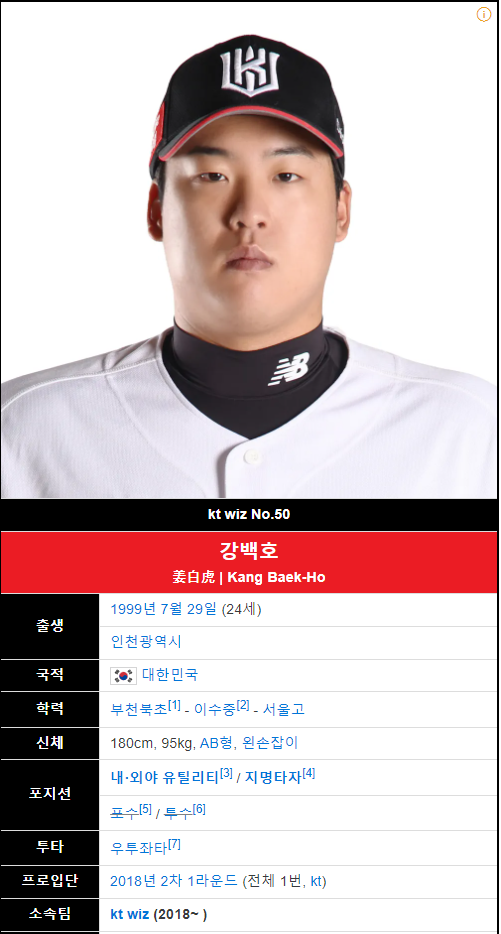 NB
kt wiz No.50
강백호
姜白虎 | Kang Baek-Ho
출생
1999년 7월 29일 (24세)
인천광역시
국적
대한민국
학력
부천북초[1] - 이수중[2] - 서울고
신체
180cm, 95kg, AB형, 왼손잡이
포지션
내·외야 유틸리티[3] / 지명타자[4]
포수[5] / 투수[6]
투타
우투좌타[7]
프로입단
2018년 2차 1라운드 (전체 1번, kt)
소속팀
kt wiz (2018~ )